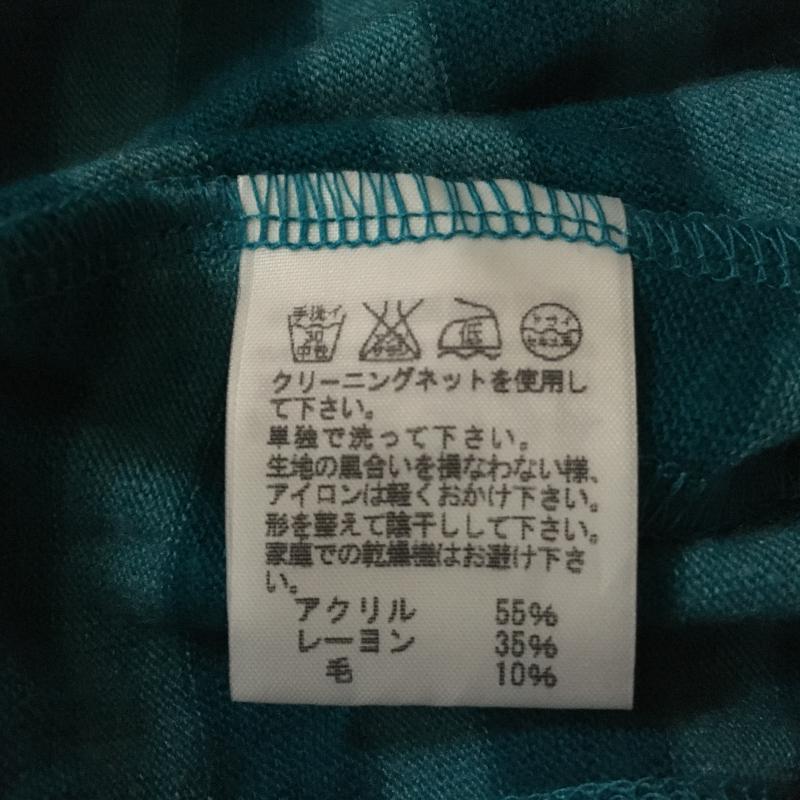 手洗イ
30
中性
低
ドライ
セキユ系
クリーニングネットを使用し
て下さい。
単独で洗って下さい。
生地の風合いを損なわない様、
アイロンは軽くおかけ下さい。
形を整えて陰干しして下さい。
家庭での乾燥機はお避け下さ
い。
アクリル 55%
レーヨン 35%
毛 10%